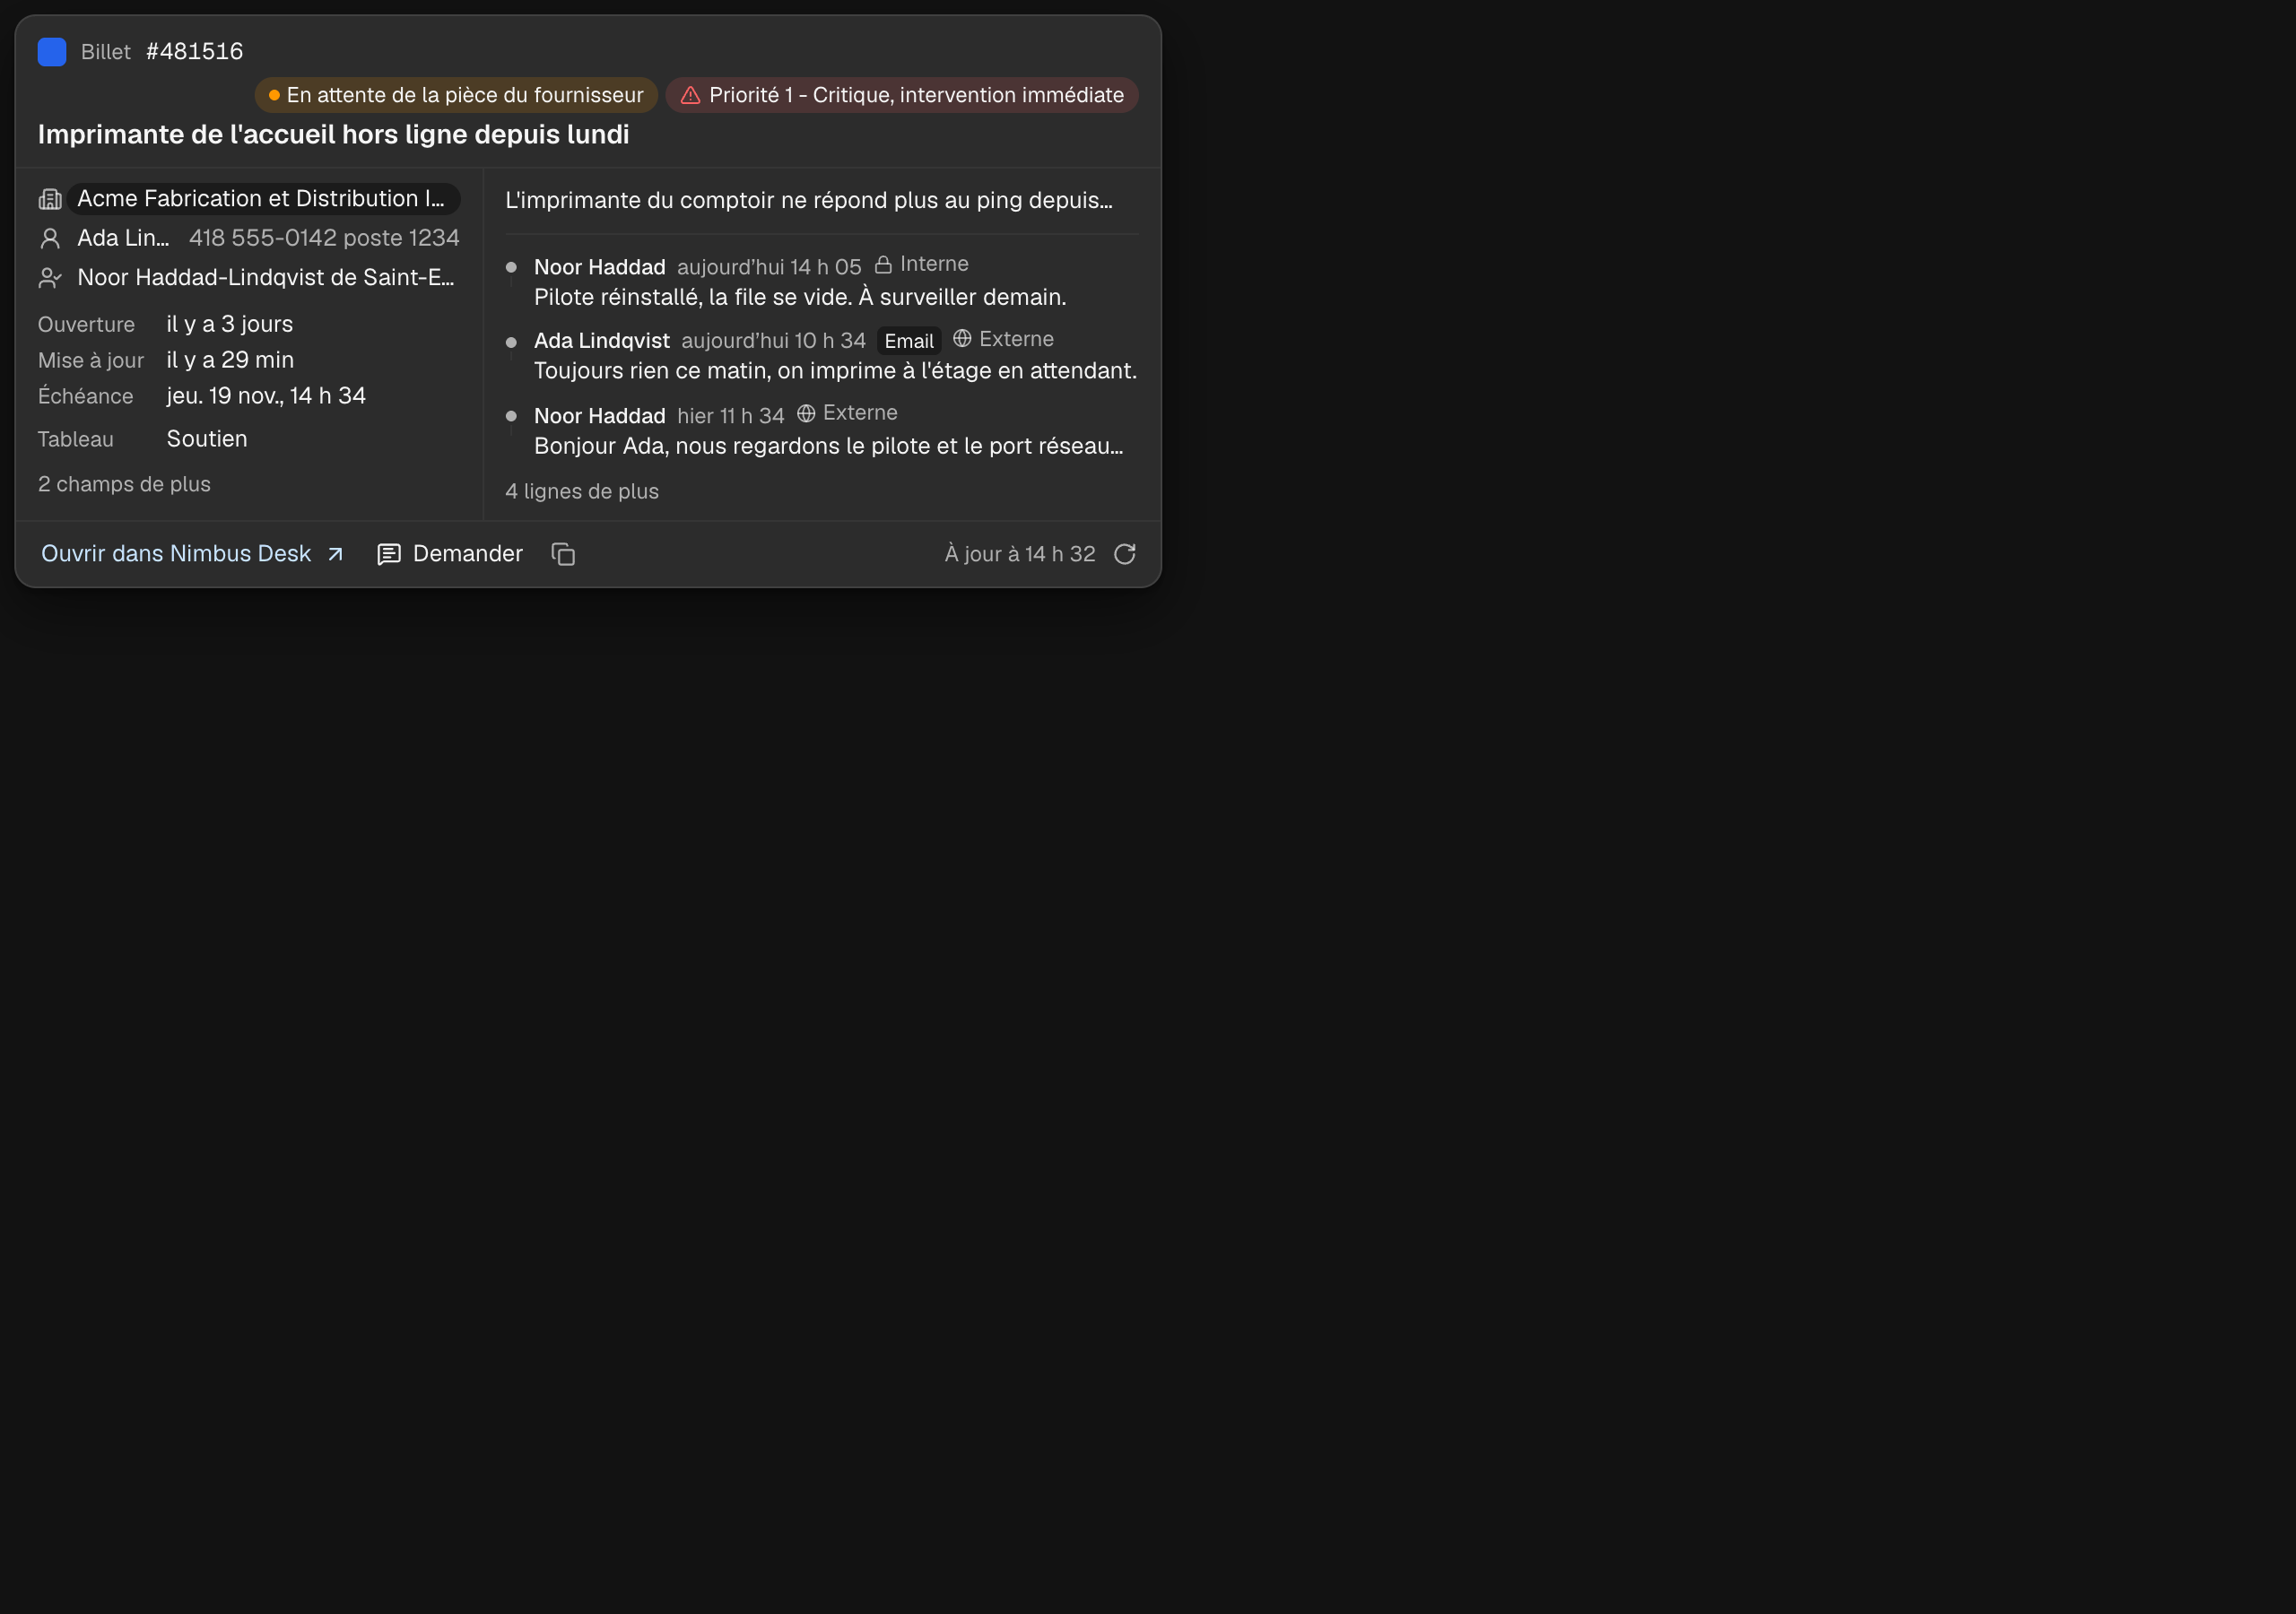 Billet #481516
En attente de la pièce du fournisseur
Priorité 1 - Critique, intervention immédiate
Imprimante de l'accueil hors ligne depuis lundi
Acme Fabrication et Distribution I…
Ada Lin… 418 555-0142 poste 1234
Noor Haddad-Lindqvist de Saint-E…
Ouverture il y a 3 jours
Mise à jour il y a 29 min
Échéance jeu. 19 nov., 14 h 34
Tableau Soutien
2 champs de plus
L'imprimante du comptoir ne répond plus au ping depuis…
Noor Haddad aujourd’hui 14 h 05 Interne
Pilote réinstallé, la file se vide. À surveiller demain.
Ada Lindqvist aujourd’hui 10 h 34 Email Externe
Toujours rien ce matin, on imprime à l'étage en attendant.
Noor Haddad hier 11 h 34 Externe
Bonjour Ada, nous regardons le pilote et le port réseau…
4 lignes de plus
Ouvrir dans Nimbus Desk Demander À jour à 14 h 32